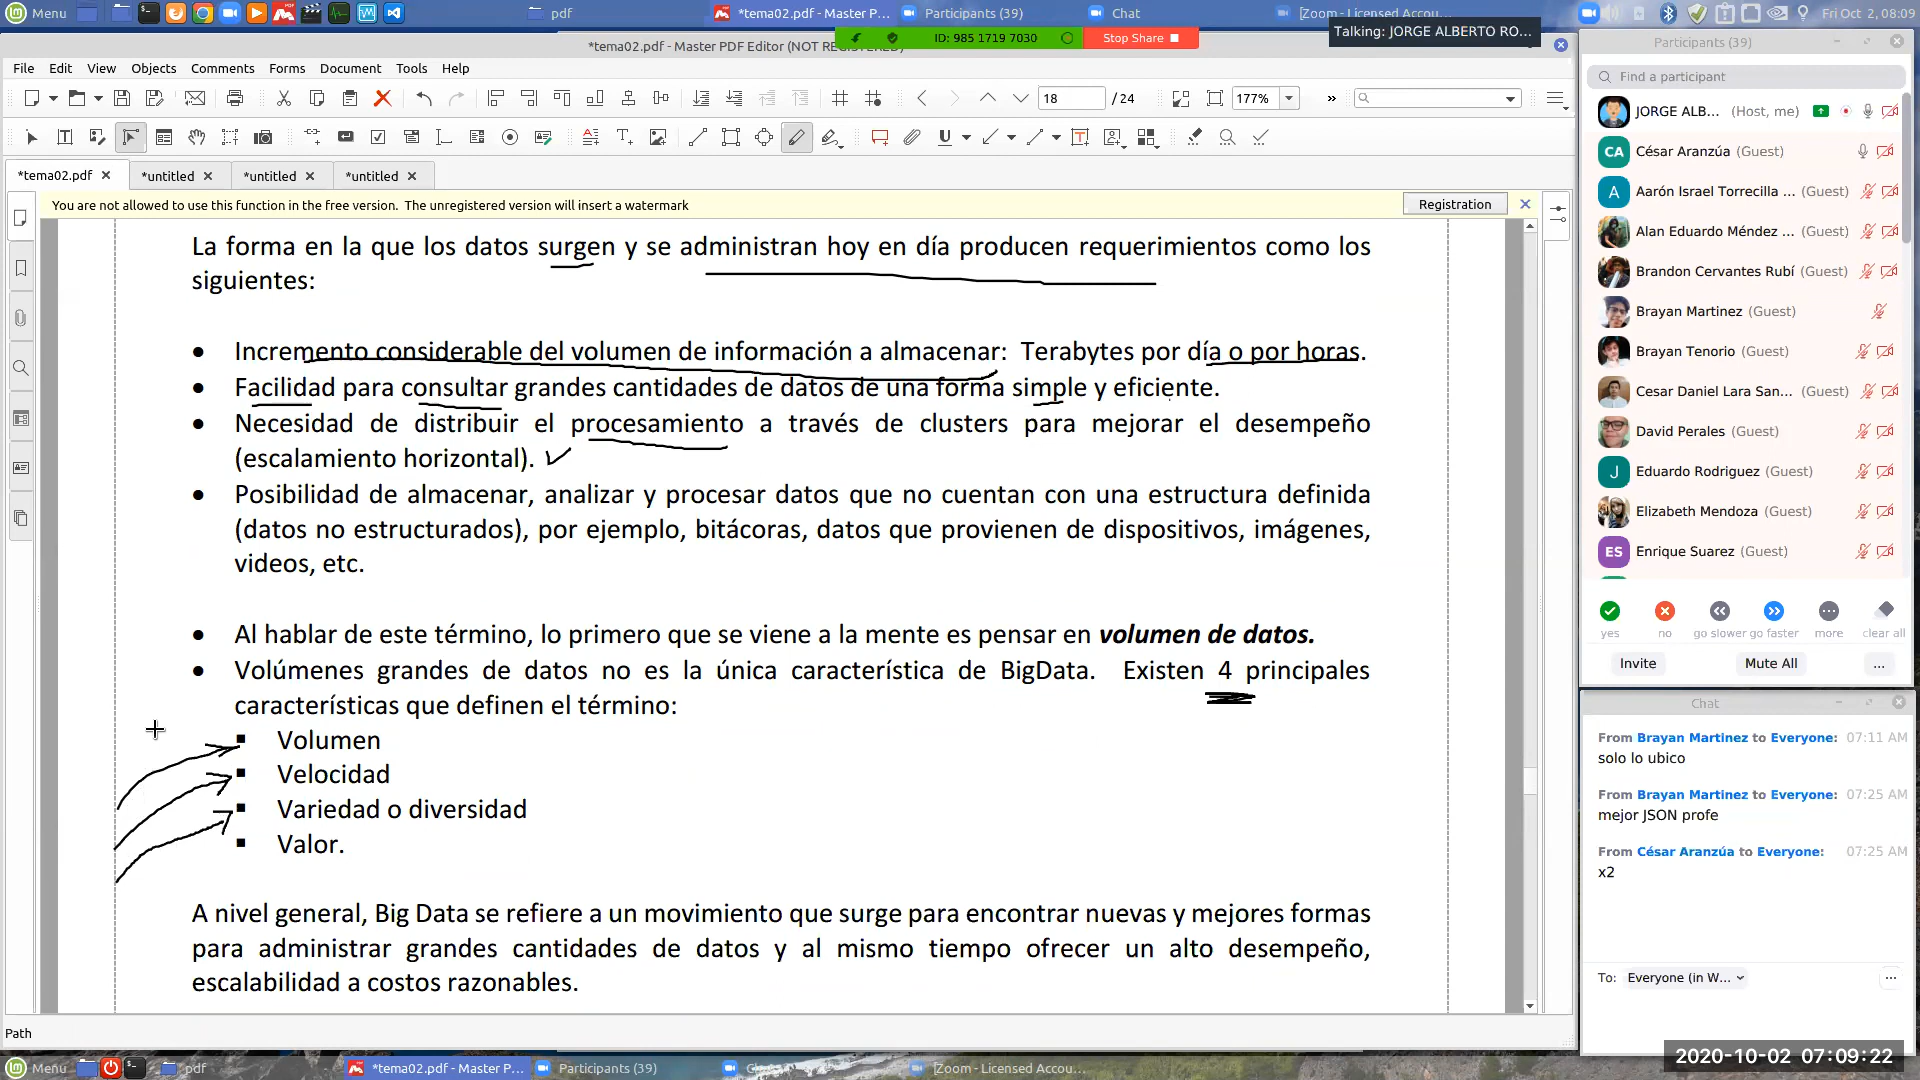 Menu
pdf
*tema02.pdf - Master P...
Participants (39)
Chat
[Zoom - Licensed Accou...
Fri Oct 2, 08:09
*tema02.pdf - Master PDF Editor (NOT REGISTERED)
ID: 985 1719 7030
Stop Share
Talking: JORGE ALBERTO RO...
File Edit View Objects Comments Forms Document Tools Help
18 / 24
177%
*tema02.pdf
*untitled
*untitled
*untitled
You are not allowed to use this function in the free version. The unregistered version will insert a watermark
Registration
La forma en la que los datos surgen y se administran hoy en día producen requerimientos como los
siguientes:
• Incremento considerable del volumen de información a almacenar: Terabytes por día o por horas.
• Facilidad para consultar grandes cantidades de datos de una forma simple y eficiente.
• Necesidad de distribuir el procesamiento a través de clusters para mejorar el desempeño
(escalamiento horizontal).
• Posibilidad de almacenar, analizar y procesar datos que no cuentan con una estructura definida
(datos no estructurados), por ejemplo, bitácoras, datos que provienen de dispositivos, imágenes,
videos, etc.
• Al hablar de este término, lo primero que se viene a la mente es pensar en volumen de datos.
• Volúmenes grandes de datos no es la única característica de BigData. Existen 4 principales
características que definen el término:
▪ Volumen
▪ Velocidad
▪ Variedad o diversidad
▪ Valor.
A nivel general, Big Data se refiere a un movimiento que surge para encontrar nuevas y mejores formas
para administrar grandes cantidades de datos y al mismo tiempo ofrecer un alto desempeño,
escalabilidad a costos razonables.
Path
Participants (39)
Find a participant
JORGE ALB... (Host, me)
CA César Aranzúa (Guest)
A Aarón Israel Torrecilla ... (Guest)
Alan Eduardo Méndez ... (Guest)
Brandon Cervantes Rubí (Guest)
Brayan Martinez (Guest)
Brayan Tenorio (Guest)
Cesar Daniel Lara San... (Guest)
David Perales (Guest)
J Eduardo Rodriguez (Guest)
Elizabeth Mendoza (Guest)
ES Enrique Suarez (Guest)
yes no go slower go faster more clear all
Invite Mute All ...
Chat
From Brayan Martinez to Everyone: 07:11 AM
solo lo ubico
From Brayan Martinez to Everyone: 07:25 AM
mejor JSON profe
From César Aranzúa to Everyone: 07:25 AM
x2
To: Everyone (in W...
Menu
pdf
*tema02.pdf - Master P...
Participants (39)
[Zoom - Licensed Accou...
2020-10-02 07:09:22